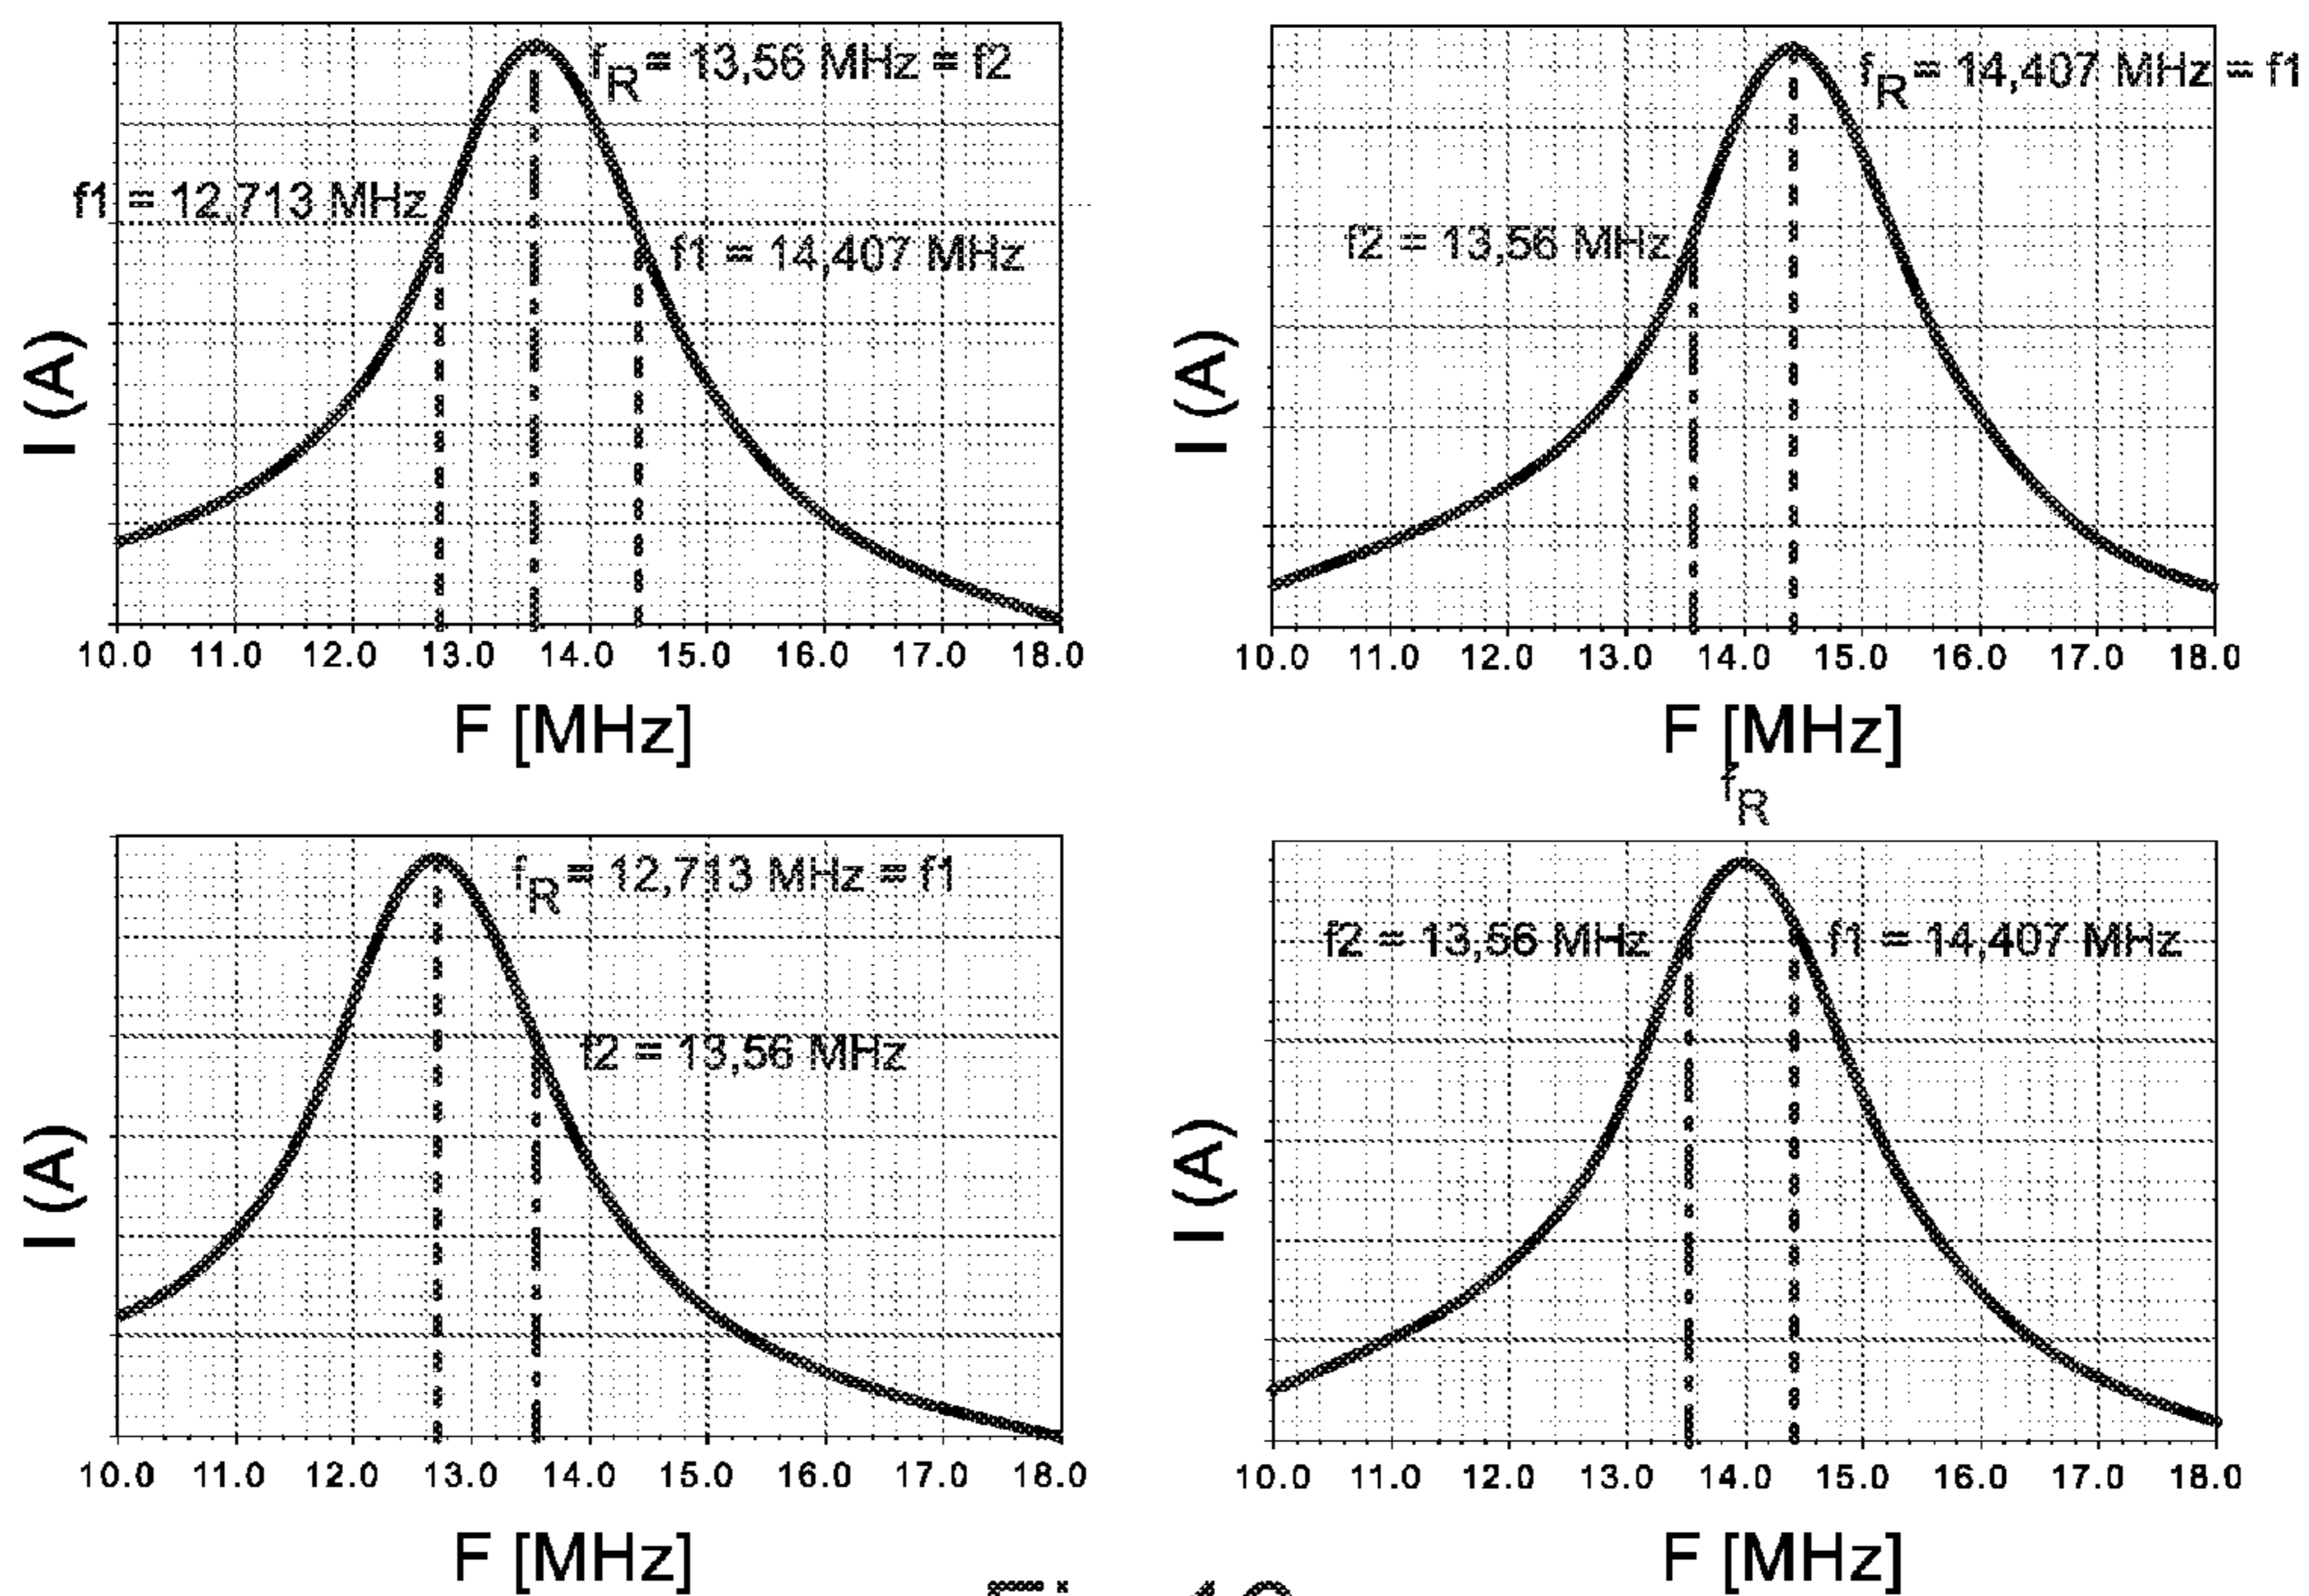 f_R = 13,56 MHz = f2
f1 = 12,713 MHz
f1 = 14,407 MHz
I (A)
10.0 11.0 12.0 13.0 14.0 15.0 16.0 17.0 18.0
F [MHz]
f_R = 14,407 MHz = f1
f2 = 13,56 MHz
I (A)
10.0 11.0 12.0 13.0 14.0 15.0 16.0 17.0 18.0
F [MHz]
f_R = 12,713 MHz = f1
f2 = 13,56 MHz
I (A)
10.0 11.0 12.0 13.0 14.0 15.0 16.0 17.0 18.0
F [MHz]
f_R
f2 = 13,56 MHz
f1 = 14,407 MHz
I (A)
10.0 11.0 12.0 13.0 14.0 15.0 16.0 17.0 18.0
F [MHz]